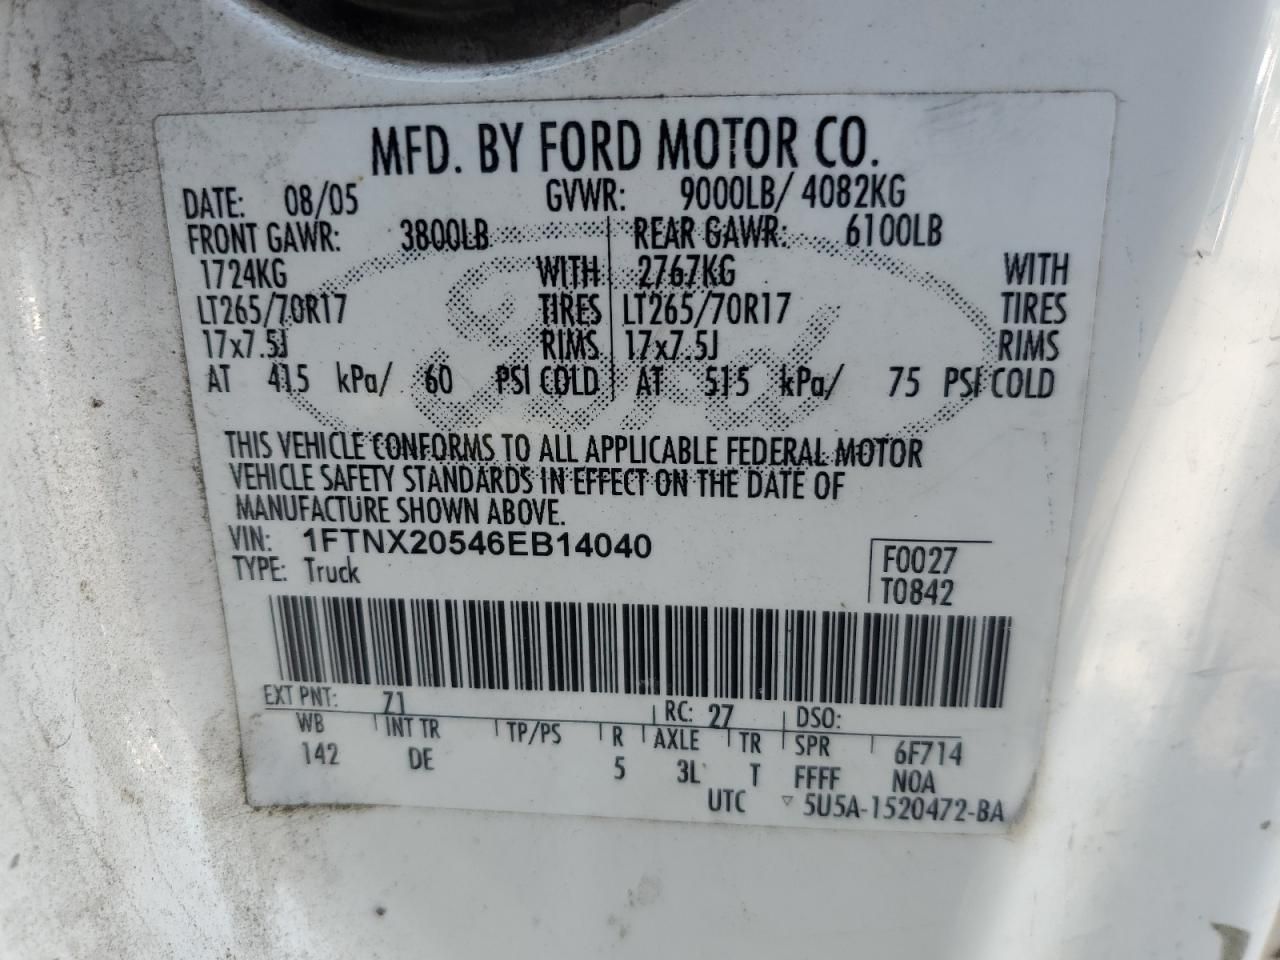 MFD. BY FORD MOTOR CO.
DATE: 08/05 GVWR: 9000LB/ 4082KG
FRONT GAWR: 3800LB REAR GAWR: 6100LB
1724KG WITH 2767KG WITH
LT265/70R17 TIRES LT265/70R17 TIRES
17x7.5J RIMS 17x7.5J RIMS
AT 415 kPa/ 60 PSI COLD AT 515 kPa/ 75 PSI COLD
Ford
THIS VEHICLE CONFORMS TO ALL APPLICABLE FEDERAL MOTOR
VEHICLE SAFETY STANDARDS IN EFFECT ON THE DATE OF
MANUFACTURE SHOWN ABOVE.
VIN: 1FTNX20546EB14040
TYPE: Truck
F0027
T0842
EXT PNT: Z1 RC: 27 DSO:
WB INT TR TP/PS R AXLE TR SPR 6F714
142 DE 5 3L T FFFF NOA
UTC ▽ 5U5A-1520472-BA